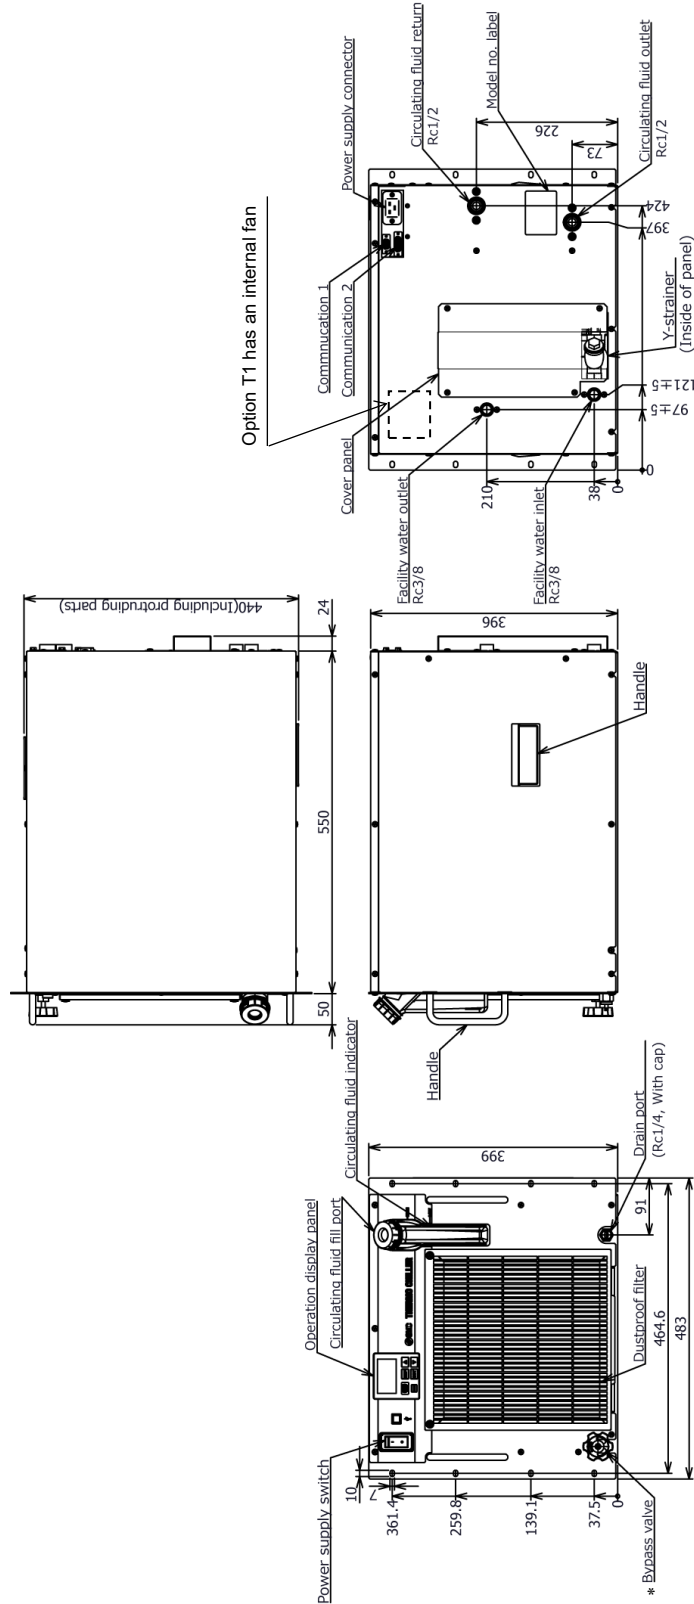 Power supply connector
Circulating fluid return
Rc1/2
Model no. label
226
Circulating fluid outlet
Rc1/2
73
424
397
Option T1 has an internal fan
Commnucation 1
Communication 2
Y-strainer
(Inside of panel)
Cover panel
121±5
97±5
0
Facility water outlet
Rc3/8
210
Facility water inlet
Rc3/8
38
0
440(Including protruding parts)
24
550
50
396
Handle
Handle
Operation display panel
Circulating fluid fill port
Circulating fluid indicator
399
Drain port
(Rc1/4, With cap)
91
SMC THERMO CHILLER
Dustproof filter
464.6
483
Power supply switch
10
7
361.4
259.8
139.1
37.5
0
* Bypass valve